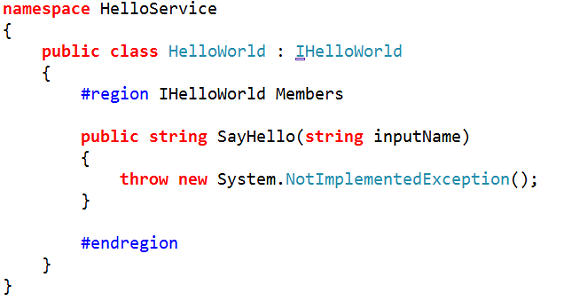 namespace HelloService
{
    public class HelloWorld : IHelloWorld
    {
        #region IHelloWorld Members

        public string SayHello(string inputName)
        {
            throw new System.NotImplementedException();
        }

        #endregion
    }
}